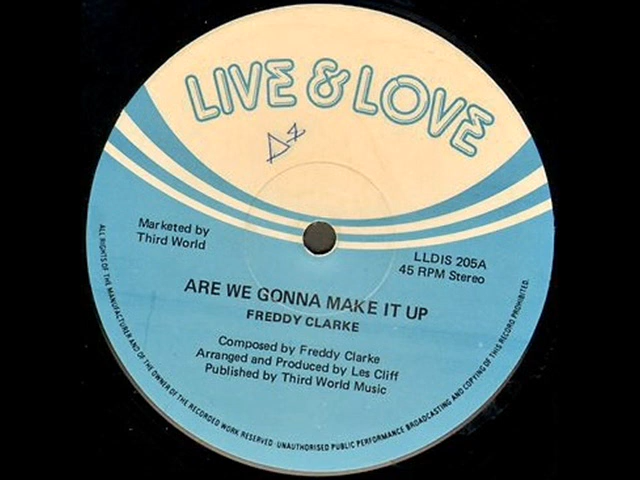 LIVE & LOVE
Marketed by
Third World
LLDIS 205A
45 RPM Stereo
ARE WE GONNA MAKE IT UP
FREDDY CLARKE
Composed by Freddy Clarke
Arranged and Produced by Les Cliff
Published by Third World Music
ALL RIGHTS OF THE MANUFACTURER AND OF THE OWNER OF THE RECORDED WORK RESERVED UNAUTHORISED PUBLIC PERFORMANCE BROADCASTING AND COPYING OF THIS RECORD PROHIBITED.